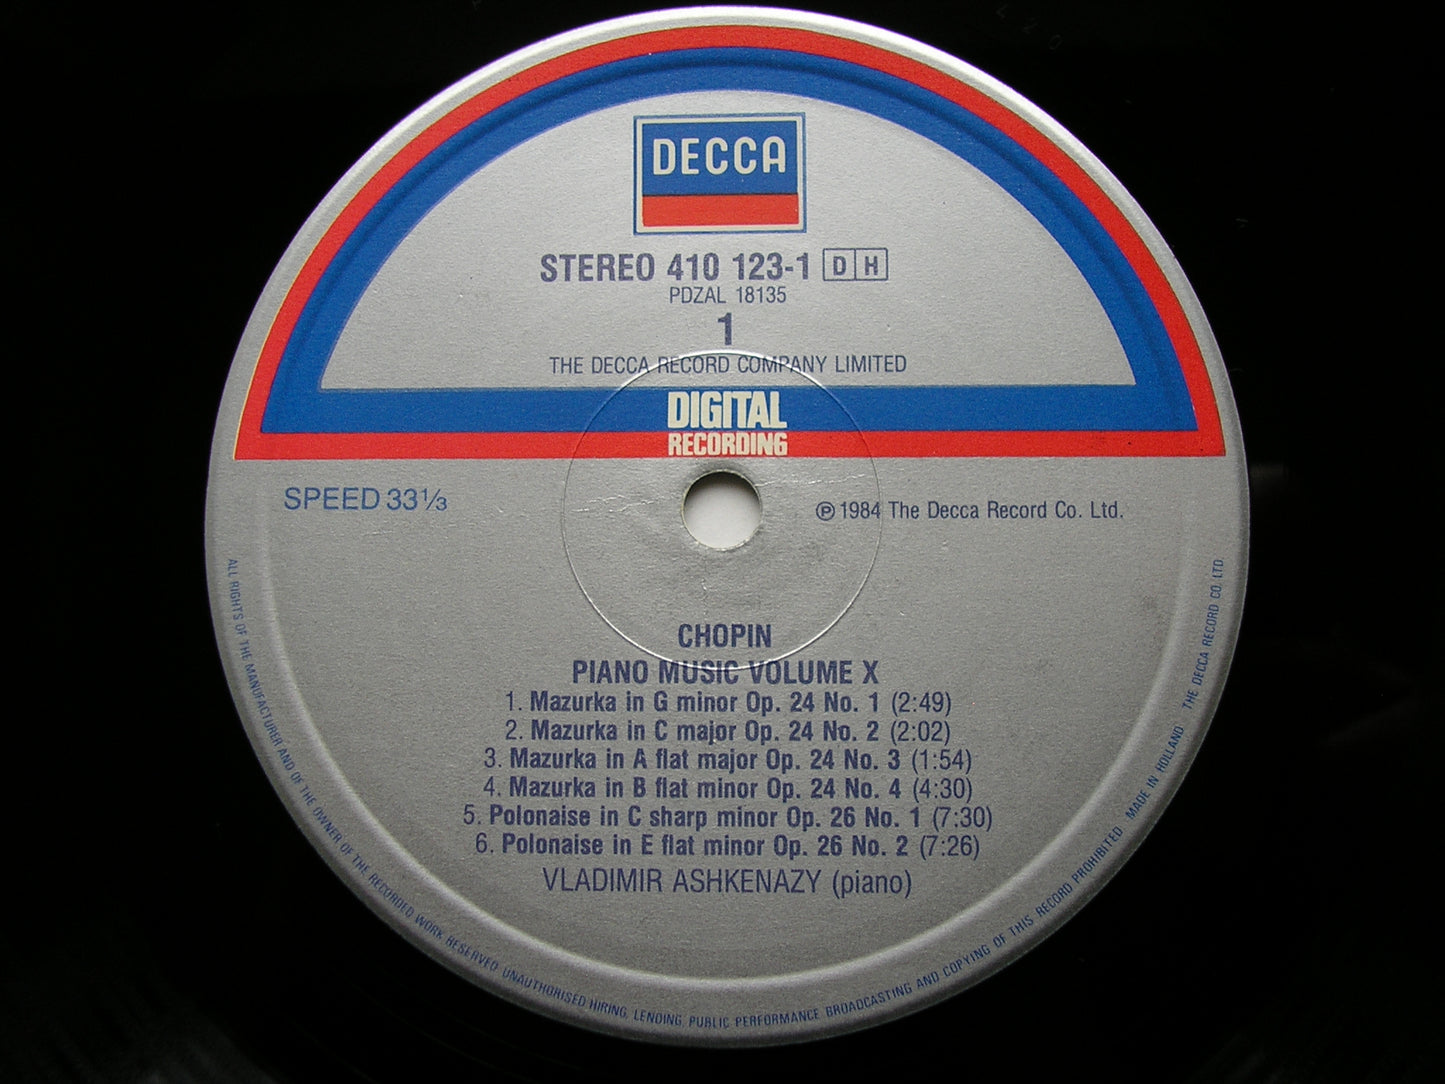 DECCA
STEREO 410 123-1 DH
PDZAL 18135
1
THE DECCA RECORD COMPANY LIMITED
DIGITAL
RECORDING
SPEED 33⅓
Ⓟ 1984 The Decca Record Co. Ltd.
CHOPIN
PIANO MUSIC VOLUME X
1. Mazurka in G minor Op. 24 No. 1 (2:49)
2. Mazurka in C major Op. 24 No. 2 (2:02)
3. Mazurka in A flat major Op. 24 No. 3 (1:54)
4. Mazurka in B flat minor Op. 24 No. 4 (4:30)
5. Polonaise in C sharp minor Op. 26 No. 1 (7:30)
6. Polonaise in E flat minor Op. 26 No. 2 (7:26)
VLADIMIR ASHKENAZY (piano)
ALL RIGHTS OF THE MANUFACTURER AND OF THE OWNER OF THE RECORDED WORK RESERVED UNAUTHORISED HIRING, LENDING, PUBLIC PERFORMANCE BROADCASTING AND COPYING OF THIS RECORD PROHIBITED MADE IN HOLLAND THE DECCA RECORD CO. LTD.